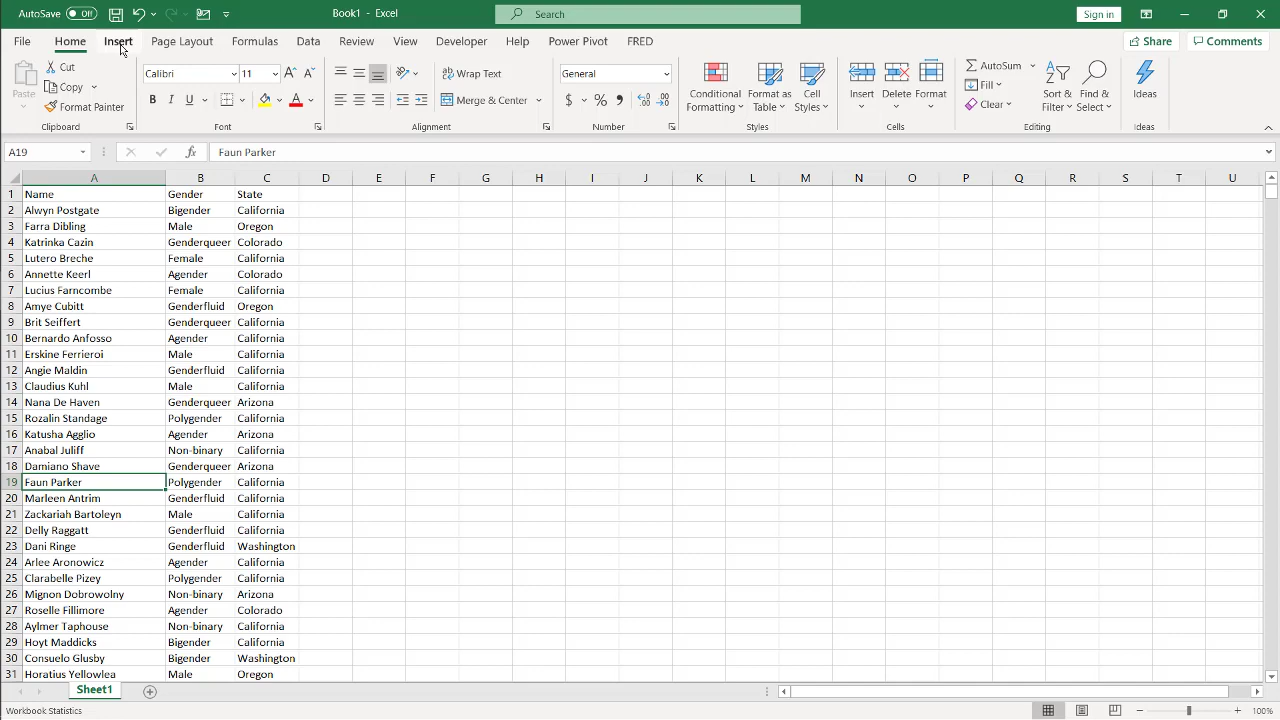 AutoSave Off Book1 - Excel Search Sign in
File Home Insert Page Layout Formulas Data Review View Developer Help Power Pivot FRED Share Comments
Paste Cut Copy Format Painter Clipboard
Calibri 11 A A B I U A Font
ab Wrap Text Merge & Center Alignment
General $ % , Number
Conditional Formatting Format as Table Cell Styles Styles
Insert Delete Format Cells
AutoSum Fill Clear Sort & Filter Find & Select Editing
Ideas Ideas
A19 fx Faun Parker
A B C D E F G H I J K L M N O P Q R S T U
1 Name Gender State
2 Alwyn Postgate Bigender California
3 Farra Dibling Male Oregon
4 Katrinka Cazin Genderqueer Colorado
5 Lutero Breche Female California
6 Annette Keerl Agender Colorado
7 Lucius Farncombe Female California
8 Amye Cubitt Genderfluid Oregon
9 Brit Seiffert Genderqueer California
10 Bernardo Anfosso Agender California
11 Erskine Ferrieroi Male California
12 Angie Maldin Genderfluid California
13 Claudius Kuhl Male California
14 Nana De Haven Genderqueer Arizona
15 Rozalin Standage Polygender California
16 Katusha Agglio Agender Arizona
17 Anabal Juliff Non-binary California
18 Damiano Shave Genderqueer Arizona
19 Faun Parker Polygender California
20 Marleen Antrim Genderfluid California
21 Zackariah Bartoleyn Male California
22 Delly Raggatt Genderfluid California
23 Dani Ringe Genderfluid Washington
24 Arlee Aronowicz Agender California
25 Clarabelle Pizey Polygender California
26 Mignon Dobrowolny Non-binary Arizona
27 Roselle Fillimore Agender Colorado
28 Aylmer Taphouse Non-binary California
29 Hoyt Maddicks Bigender California
30 Consuelo Glusby Bigender Washington
31 Horatius Yellowlea Male Oregon
Sheet1
Workbook Statistics 100%